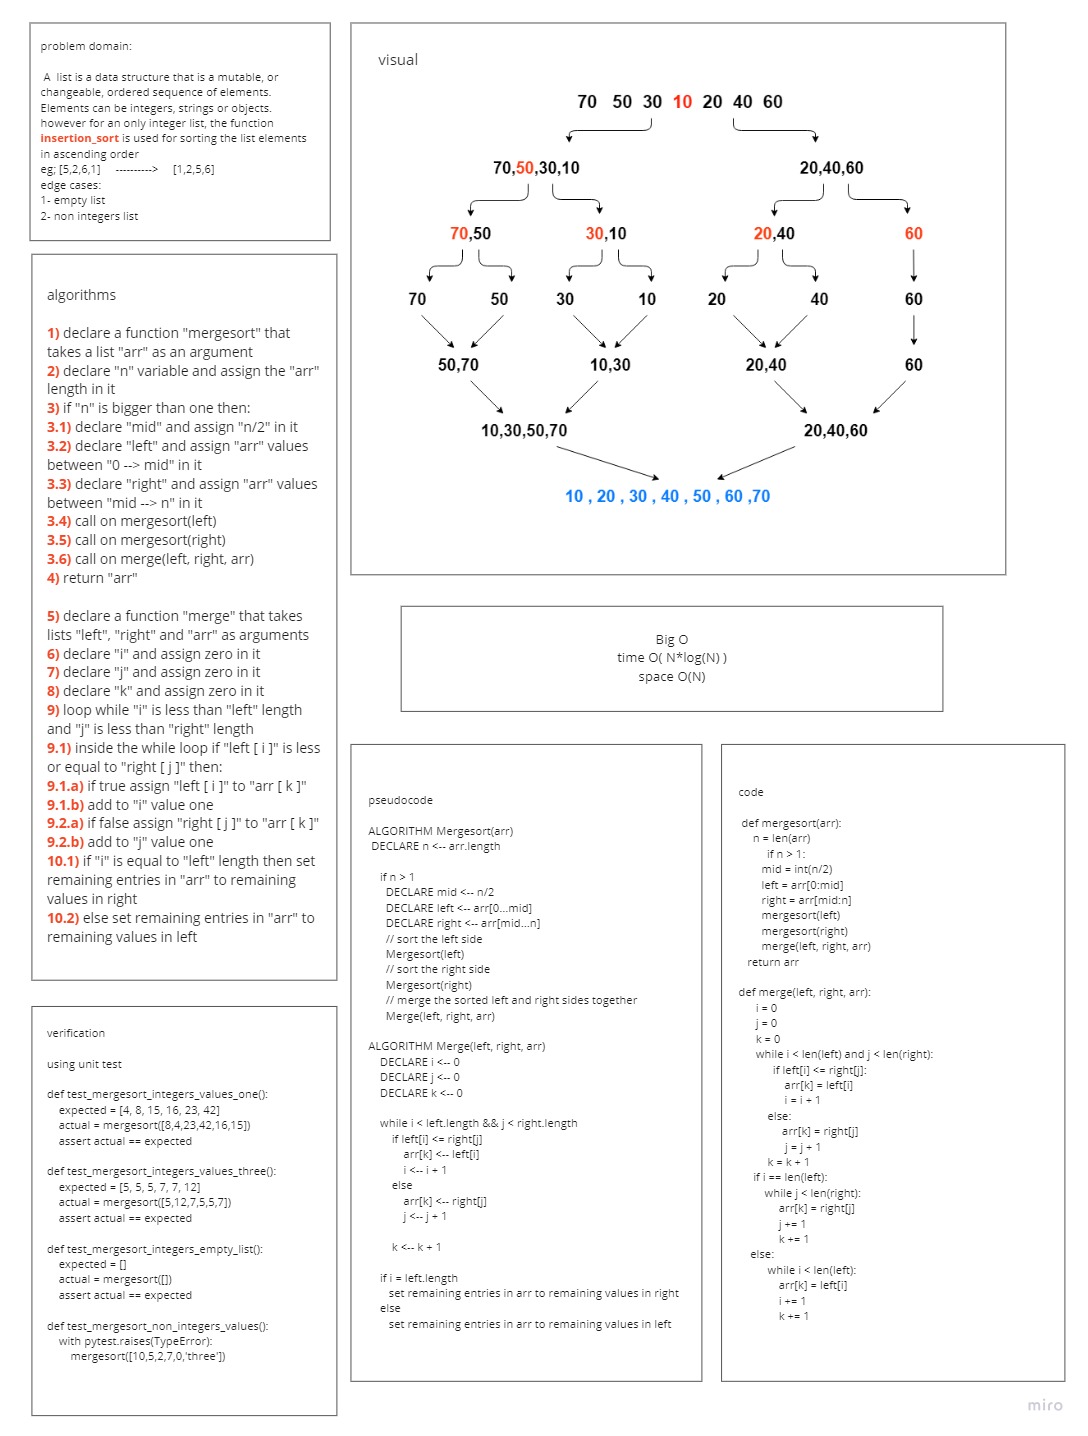 problem domain:
A list is a data structure that is a mutable, or
changeable, ordered sequence of elements.
Elements can be integers, strings or objects.
however for an only integer list, the function
insertion_sort is used for sorting the list elements
in ascending order
eg; [5,2,6,1] ----------> [1,2,5,6]
edge cases:
1- empty list
2- non integers list
algorithms
1) declare a function "mergesort" that
takes a list "arr" as an argument
2) declare "n" variable and assign the "arr"
length in it
3) if "n" is bigger than one then:
3.1) declare "mid" and assign "n/2" in it
3.2) declare "left" and assign "arr" values
between "0 --> mid" in it
3.3) declare "right" and assign "arr" values
between "mid --> n" in it
3.4) call on mergesort(left)
3.5) call on mergesort(right)
3.6) call on merge(left, right, arr)
4) return "arr"
5) declare a function "merge" that takes
lists "left", "right" and "arr" as arguments
6) declare "i" and assign zero in it
7) declare "j" and assign zero in it
8) declare "k" and assign zero in it
9) loop while "i" is less than "left" length
and "j" is less than "right" length
9.1) inside the while loop if "left [ i ]" is less
or equal to "right [ j ]" then:
9.1.a) if true assign "left [ i ]" to "arr [ k ]"
9.1.b) add to "i" value one
9.2.a) if false assign "right [ j ]" to "arr [ k ]"
9.2.b) add to "j" value one
10.1) if "i" is equal to "left" length then set
remaining entries in "arr" to remaining
values in right
10.2) else set remaining entries in "arr" to
remaining values in left
verification
using unit test
def test_mergesort_integers_values_one():
expected = [4, 8, 15, 16, 23, 42]
actual = mergesort([8,4,23,42,16,15])
assert actual == expected
def test_mergesort_integers_values_three():
expected = [5, 5, 5, 7, 7, 12]
actual = mergesort([5,12,7,5,5,7])
assert actual == expected
def test_mergesort_integers_empty_list():
expected = []
actual = mergesort([])
assert actual == expected
def test_mergesort_non_integers_values():
with pytest.raises(TypeError):
mergesort([10,5,2,7,0,'three'])
visual
70 50 30 10 20 40 60
70,50,30,10 20,40,60
70,50 30,10 20,40 60
70 50 30 10 20 40 60
50,70 10,30 20,40 60
10,30,50,70 20,40,60
10 , 20 , 30 , 40 , 50 , 60 ,70
Big O
time O( N*log(N) )
space O(N)
pseudocode
ALGORITHM Mergesort(arr)
DECLARE n <-- arr.length
if n > 1
DECLARE mid <-- n/2
DECLARE left <-- arr[0...mid]
DECLARE right <-- arr[mid...n]
// sort the left side
Mergesort(left)
// sort the right side
Mergesort(right)
// merge the sorted left and right sides together
Merge(left, right, arr)
ALGORITHM Merge(left, right, arr)
DECLARE i <-- 0
DECLARE j <-- 0
DECLARE k <-- 0
while i < left.length && j < right.length
if left[i] <= right[j]
arr[k] <-- left[i]
i <-- i + 1
else
arr[k] <-- right[j]
j <-- j + 1
k <-- k + 1
if i = left.length
set remaining entries in arr to remaining values in right
else
set remaining entries in arr to remaining values in left
code
def mergesort(arr):
n = len(arr)
if n > 1:
mid = int(n/2)
left = arr[0:mid]
right = arr[mid:n]
mergesort(left)
mergesort(right)
merge(left, right, arr)
return arr
def merge(left, right, arr):
i = 0
j = 0
k = 0
while i < len(left) and j < len(right):
if left[i] <= right[j]:
arr[k] = left[i]
i = i + 1
else:
arr[k] = right[j]
j = j + 1
k = k + 1
if i == len(left):
while j < len(right):
arr[k] = right[j]
j += 1
k += 1
else:
while i < len(left):
arr[k] = left[i]
i += 1
k += 1
miro